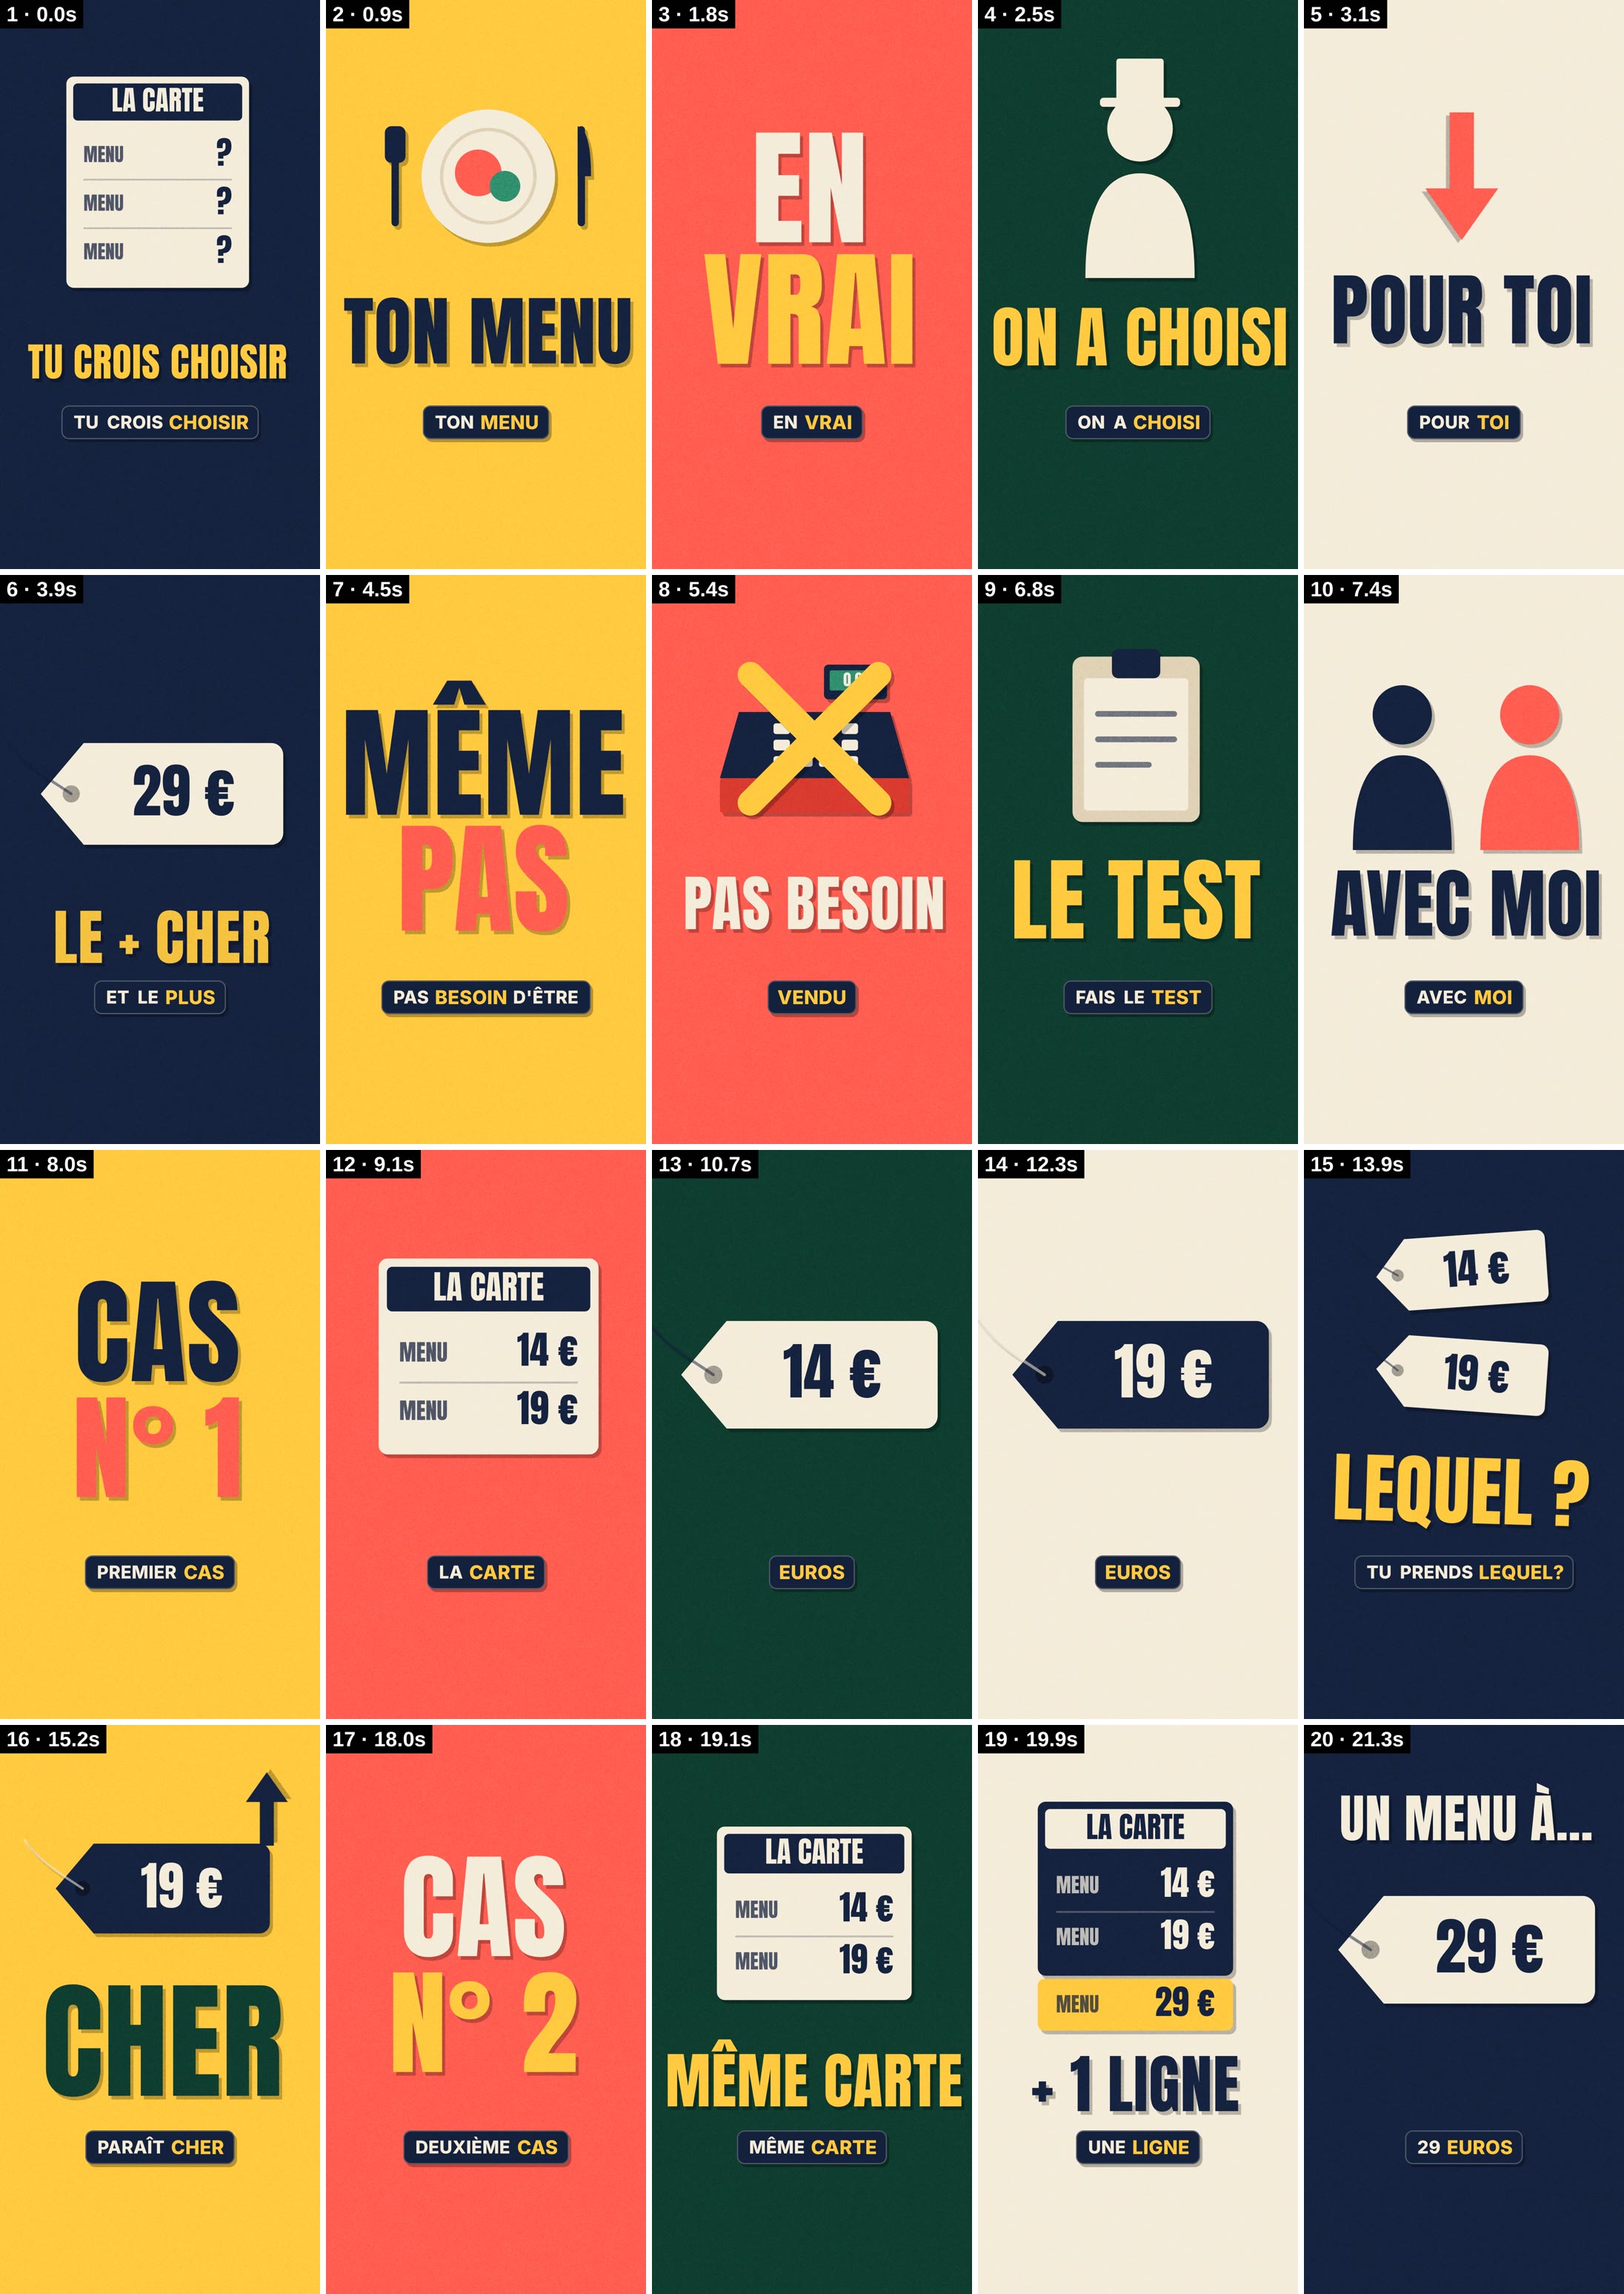 1 · 0.0s
LA CARTE
MENU ?
MENU ?
MENU ?
TU CROIS CHOISIR
TU CROIS CHOISIR
2 · 0.9s
TON MENU
TON MENU
3 · 1.8s
EN
VRAI
EN VRAI
4 · 2.5s
ON A CHOISI
ON A CHOISI
5 · 3.1s
POUR TOI
POUR TOI
6 · 3.9s
29 €
LE + CHER
ET LE PLUS
7 · 4.5s
MÊME
PAS
PAS BESOIN D'ÊTRE
8 · 5.4s
PAS BESOIN
VENDU
9 · 6.8s
LE TEST
FAIS LE TEST
10 · 7.4s
AVEC MOI
AVEC MOI
11 · 8.0s
CAS
N° 1
PREMIER CAS
12 · 9.1s
LA CARTE
MENU 14 €
MENU 19 €
LA CARTE
13 · 10.7s
14 €
EUROS
14 · 12.3s
19 €
EUROS
15 · 13.9s
14 €
19 €
LEQUEL ?
TU PRENDS LEQUEL?
16 · 15.2s
19 €
CHER
PARAÎT CHER
17 · 18.0s
CAS
N° 2
DEUXIÈME CAS
18 · 19.1s
LA CARTE
MENU 14 €
MENU 19 €
MÊME CARTE
MÊME CARTE
19 · 19.9s
LA CARTE
MENU 14 €
MENU 19 €
MENU 29 €
+ 1 LIGNE
UNE LIGNE
20 · 21.3s
UN MENU À...
29 €
29 EUROS